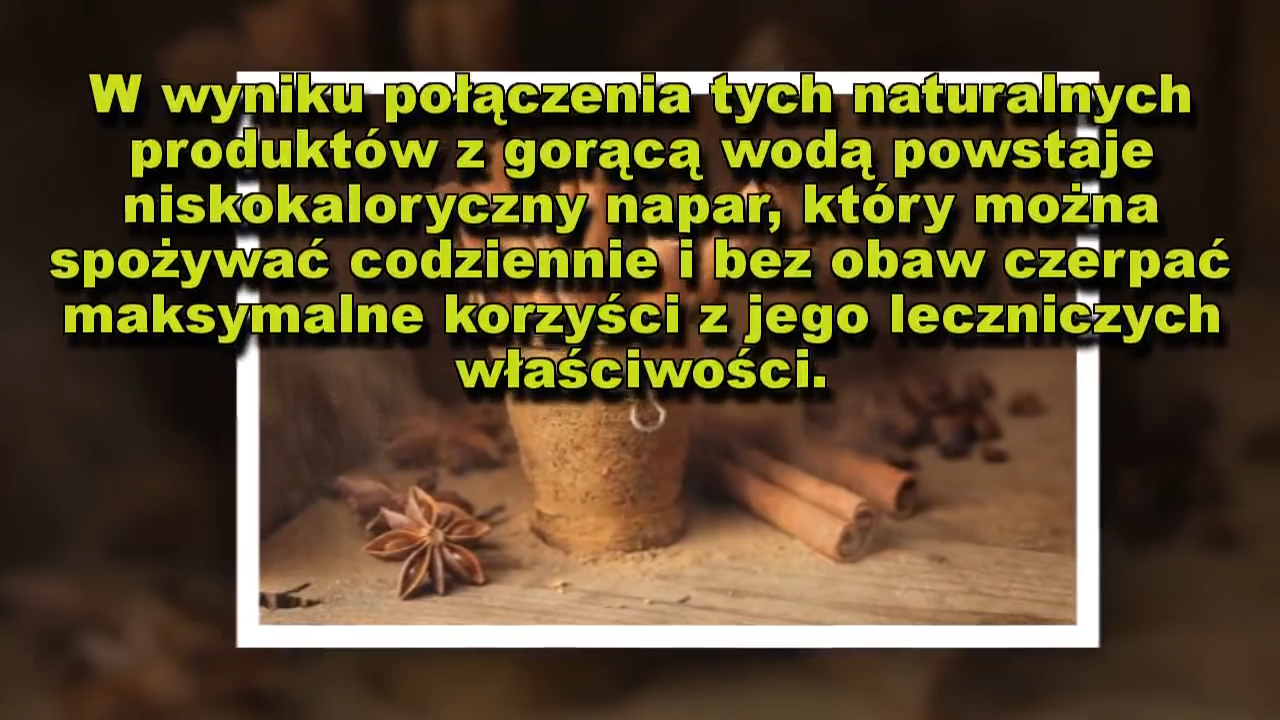 W wyniku połączenia tych naturalnych
produktów z gorącą wodą powstaje
niskokaloryczny napar, który można
spożywać codziennie i bez obaw czerpać
maksymalne korzyści z jego leczniczych
właściwości.